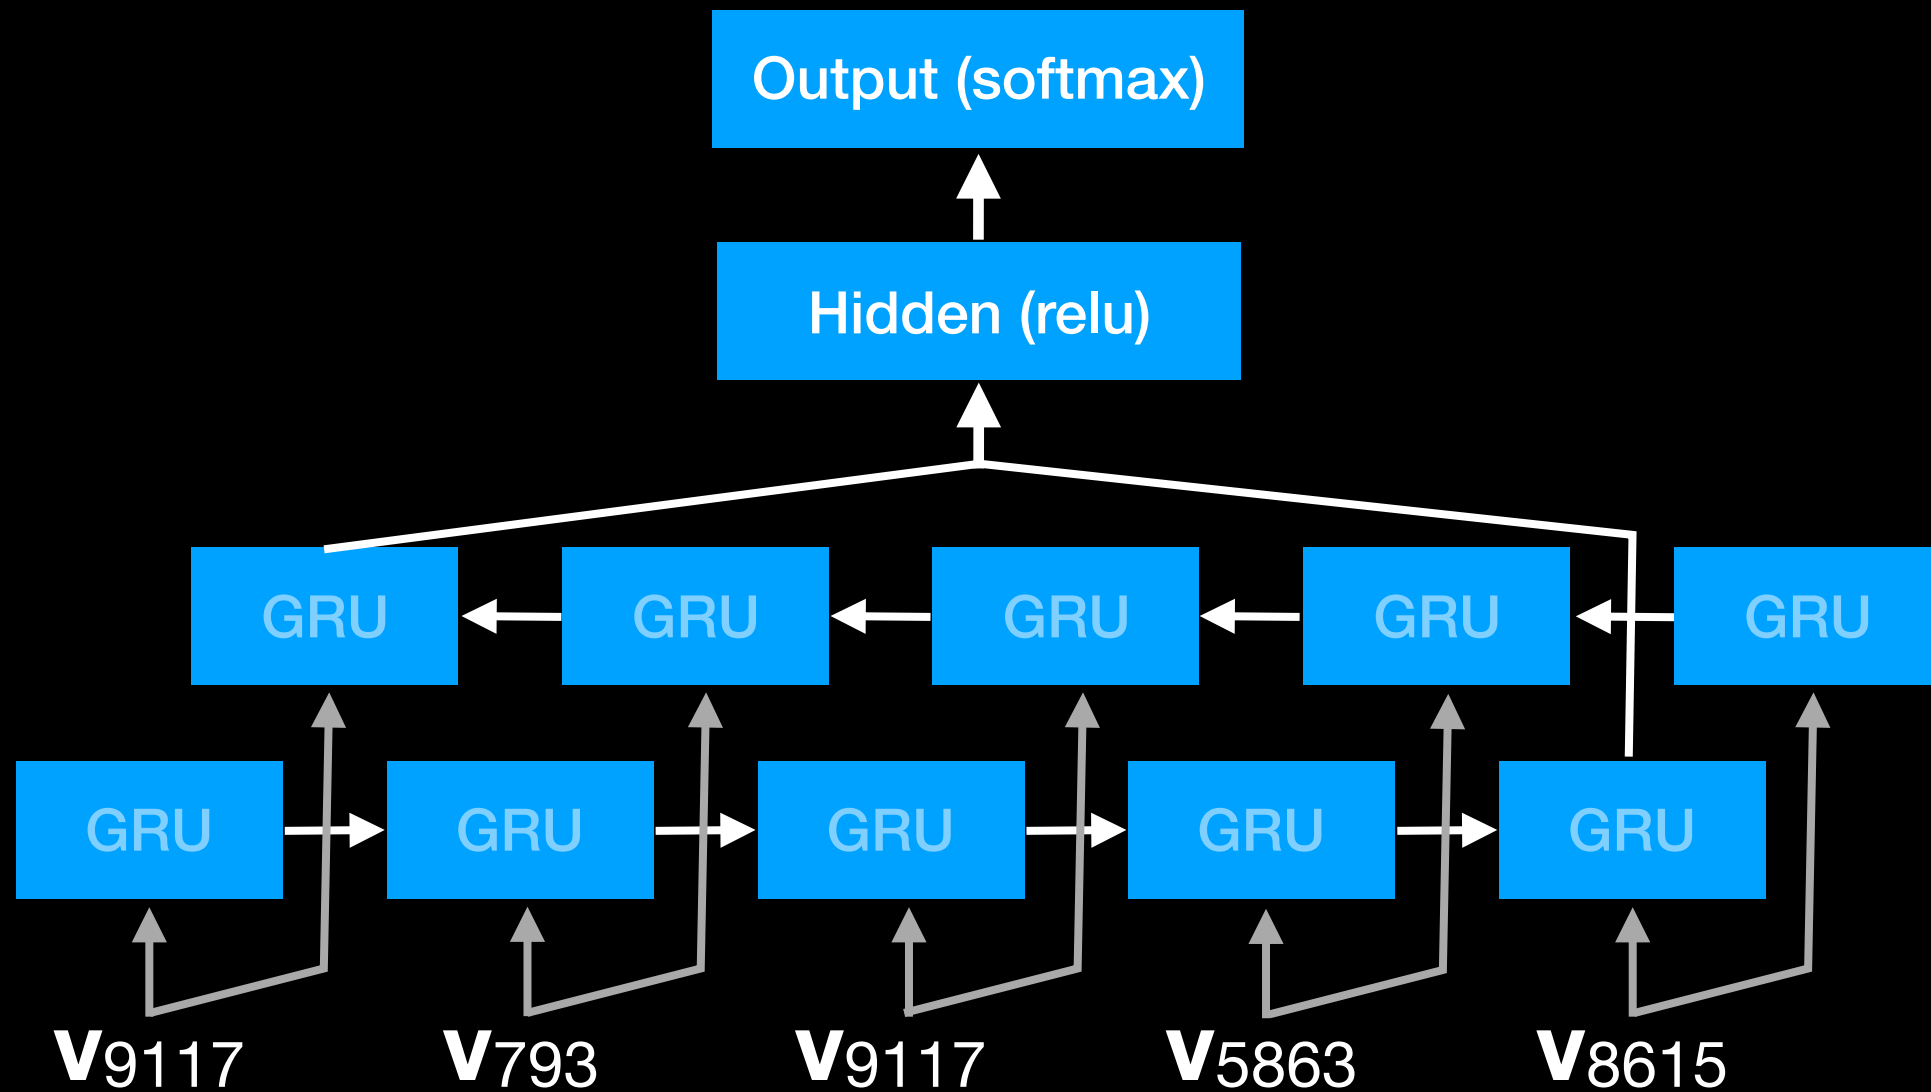 Output (softmax)
Hidden (relu)
GRU GRU GRU GRU GRU
GRU GRU GRU GRU GRU
v9117 v793 v9117 v5863 v8615